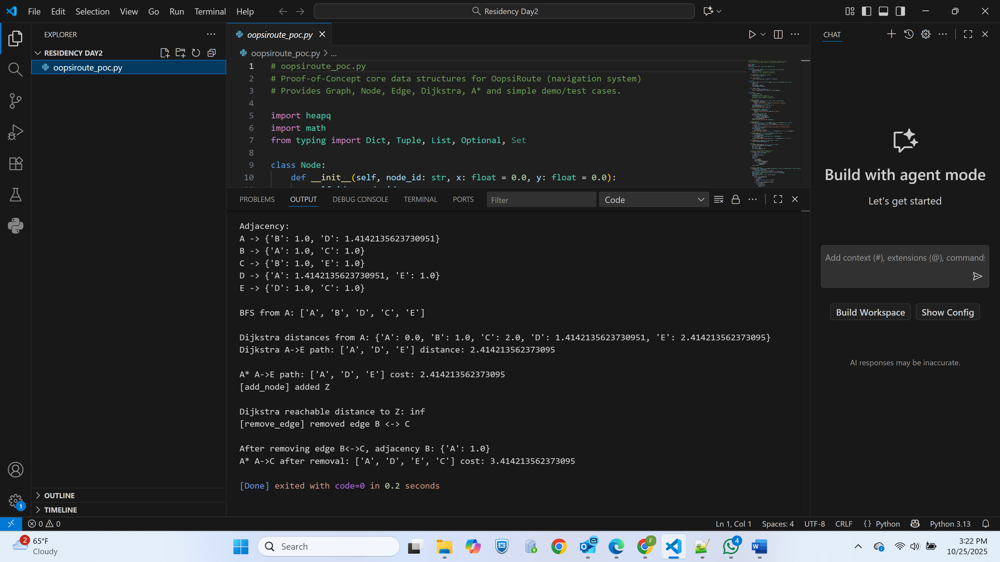 File Edit Selection View Go Run Terminal Help
Residency Day2
EXPLORER
RESIDENCY DAY2
oopsiroute_poc.py
OUTLINE
TIMELINE
oopsiroute_poc.py
oopsiroute_poc.py > ...
1 # oopsiroute_poc.py
2 # Proof-of-Concept core data structures for OopsiRoute (navigation system)
3 # Provides Graph, Node, Edge, Dijkstra, A* and simple demo/test cases.
4
5 import heapq
6 import math
7 from typing import Dict, Tuple, List, Optional, Set
8
9 class Node:
10 def __init__(self, node_id: str, x: float = 0.0, y: float = 0.0):
PROBLEMS OUTPUT DEBUG CONSOLE TERMINAL PORTS Filter Code
Adjacency:
A -> {'B': 1.0, 'D': 1.4142135623730951}
B -> {'A': 1.0, 'C': 1.0}
C -> {'B': 1.0, 'E': 1.0}
D -> {'A': 1.4142135623730951, 'E': 1.0}
E -> {'D': 1.0, 'C': 1.0}
BFS from A: ['A', 'B', 'D', 'C', 'E']
Dijkstra distances from A: {'A': 0.0, 'B': 1.0, 'C': 2.0, 'D': 1.4142135623730951, 'E': 2.414213562373095}
Dijkstra A->E path: ['A', 'D', 'E'] distance: 2.414213562373095
A* A->E path: ['A', 'D', 'E'] cost: 2.414213562373095
[add_node] added Z
Dijkstra reachable distance to Z: inf
[remove_edge] removed edge B <-> C
After removing edge B<->C, adjacency B: {'A': 1.0}
A* A->C after removal: ['A', 'D', 'E', 'C'] cost: 3.414213562373095
[Done] exited with code=0 in 0.2 seconds
CHAT
Build with agent mode
Let's get started
Add context (#), extensions (@), commands
Build Workspace Show Config
AI responses may be inaccurate.
1
0 0
Ln 1, Col 1 Spaces: 4 UTF-8 CRLF {} Python Python 3.13
2
65°F
Cloudy
Search
F
4
3:22 PM
10/25/2025